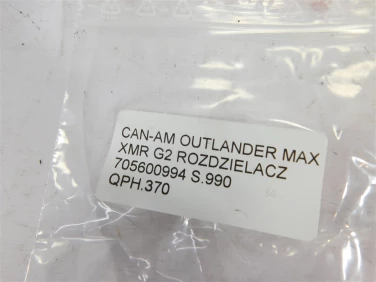 CAN-AM OUTLANDER MAX
XMR G2 ROZDZIELACZ
705600994 S.990
QPH.370